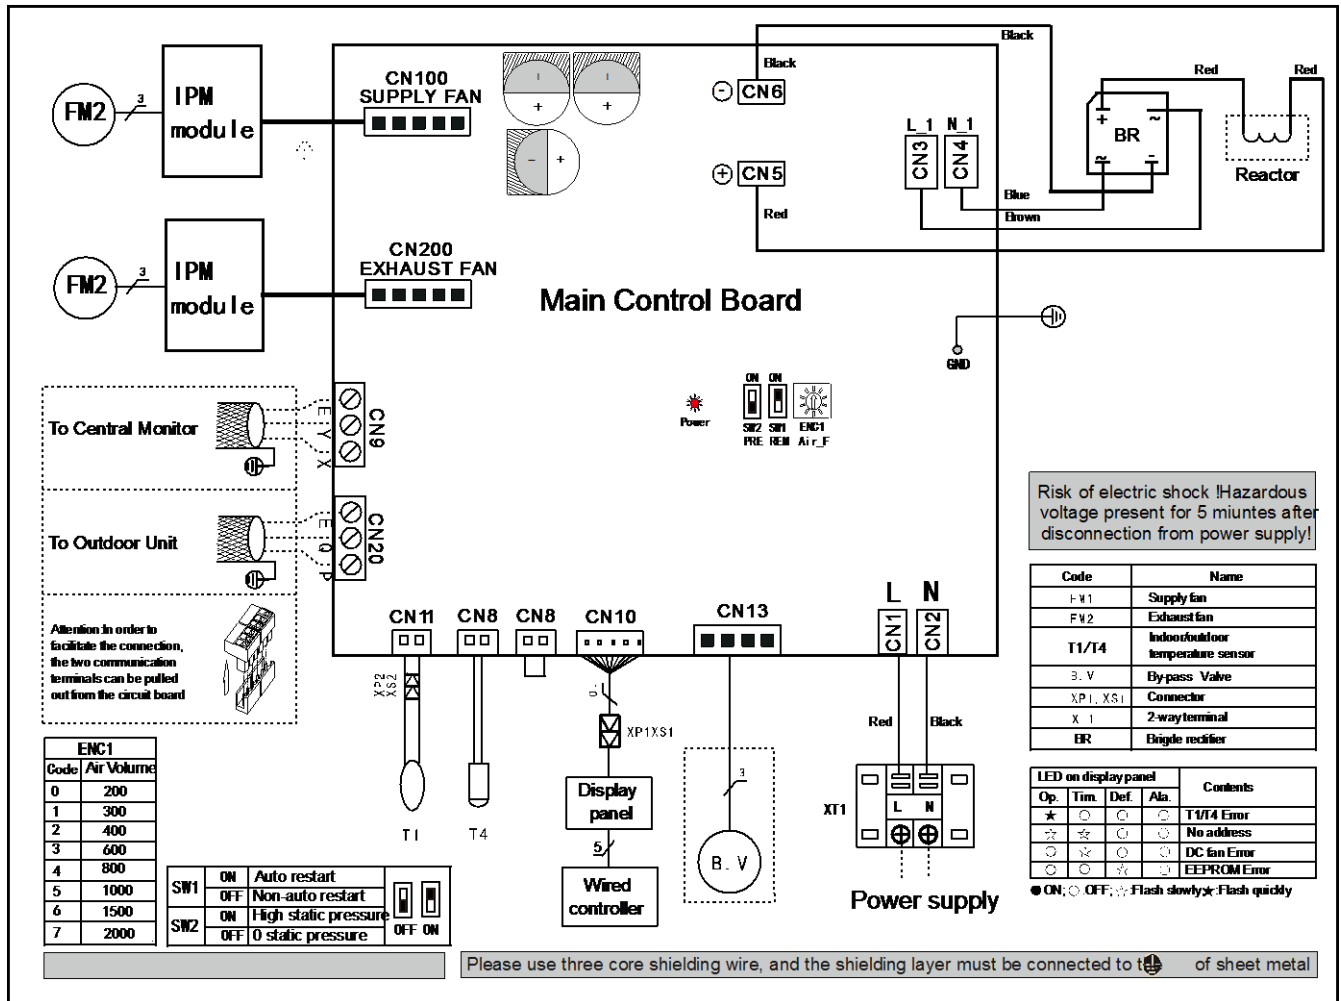 Black
Black
Red
Red
CN100
SUPPLY FAN
IPM
module
FM2
3
CN6
CN5
Red
L_1
N_1
CN3
CN4
BR
Reactor
Blue
Brown
CN200
EXHAUST FAN
IPM
module
FM2
3
Main Control Board
GND
Power
ON
ON
SW2
SW1
ENC1
PRE
REM
Air_F
To Central Monitor
E
Y
X
CN9
To Outdoor Unit
E
Q
P
CN20
Attention:In order to
facilitate the connection,
the two communication
terminals can be pulled
out from the circuit board
CN11
CN8
CN8
CN10
CN13
L
N
CN1
CN2
XP2
XS2
XP1XS1
T1
T4
Display
panel
5
Wired
controller
3
B. V
Red
Black
XT1
L
N
Power supply
Risk of electric shock !Hazardous
voltage present for 5 miuntes after
disconnection from power supply!
Code Name
FM1 Supply fan
FM2 Exhaust fan
T1/T4 Indoor/outdoor
temperature sensor
B. V By-pass Valve
XP1, XS1 Connector
X 1 2-way terminal
BR Brigde rectifier
LED on display panel Contents
Op. Tim. Def. Ala.
★ ○ ○ ○ T1/T4 Error
☆ ☆ ○ ○ No address
○ ☆ ○ ○ DC fan Error
○ ○ ☆ ○ EEPROM Error
●ON; ○.OFF; ☆:Flash slowly;★:Flash quickly
ENC1
Code Air Volume
0 200
1 300
2 400
3 600
4 800
5 1000
6 1500
7 2000
SW1 ON Auto restart
OFF Non-auto restart
SW2 ON High static pressure
OFF 0 static pressure
OFF ON
Please use three core shielding wire, and the shielding layer must be connected to of sheet metal